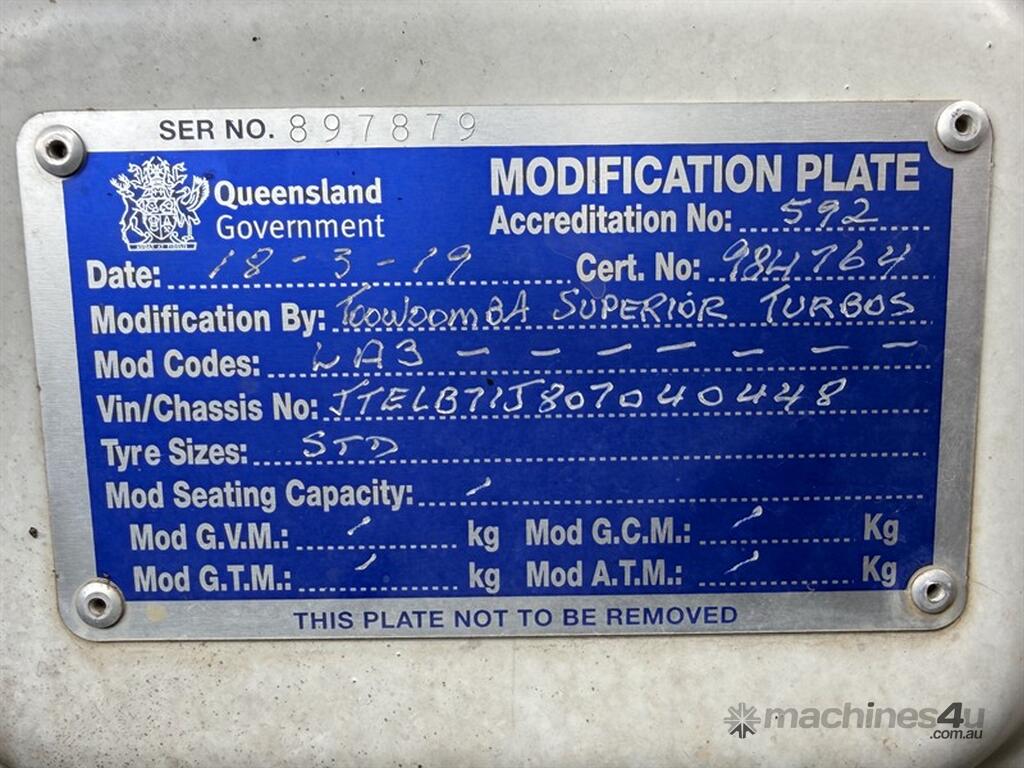 SER NO. 897879
Queensland Government
MODIFICATION PLATE
Accreditation No: 592
Date: 18-3-19 Cert. No: 984764
Modification By: TOOWOOMBA SUPERIOR TURBOS
Mod Codes: LA3 – – – – – – –
Vin/Chassis No: JTELB71J807040448
Tyre Sizes: STD
Mod Seating Capacity: /
Mod G.V.M.: / kg Mod G.C.M.: / Kg
Mod G.T.M.: / kg Mod A.T.M.: / Kg
THIS PLATE NOT TO BE REMOVED
machines4u
.com.au